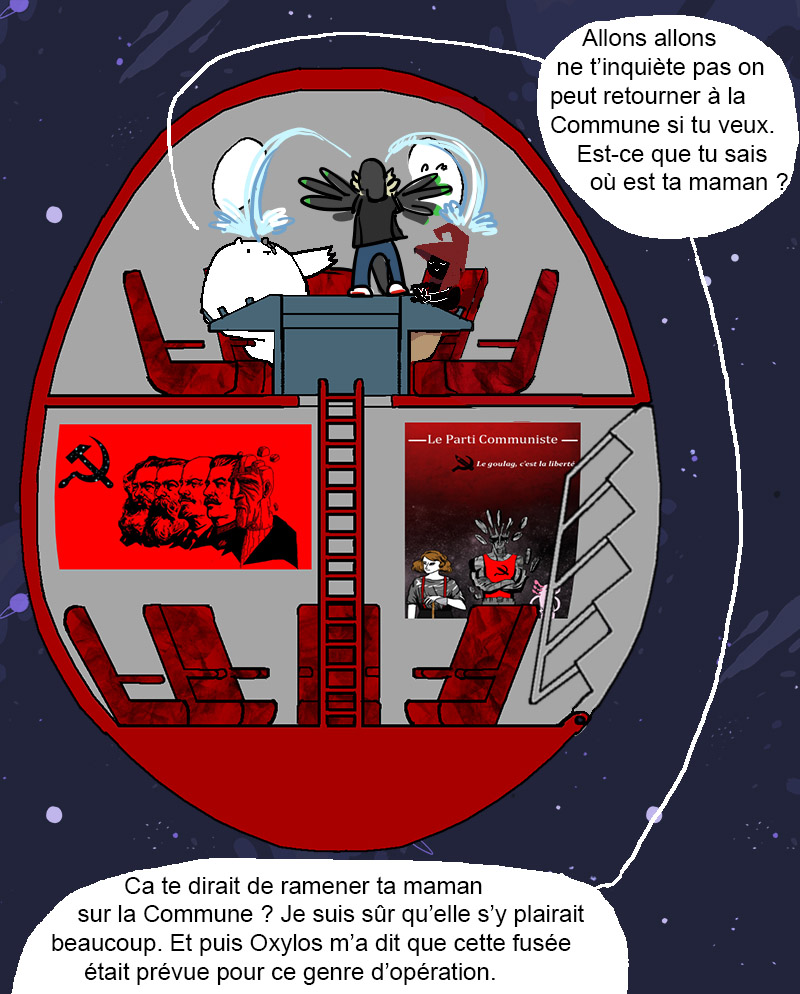 Allons allons
ne t'inquiète pas on
peut retourner à la
Commune si tu veux.
Est-ce que tu sais
où est ta maman ?
Le Parti Communiste
Le goulag, c'est la liberté
Ca te dirait de ramener ta maman
sur la Commune ? Je suis sûr qu'elle s'y plairait
beaucoup. Et puis Oxylos m'a dit que cette fusée
était prévue pour ce genre d'opération.